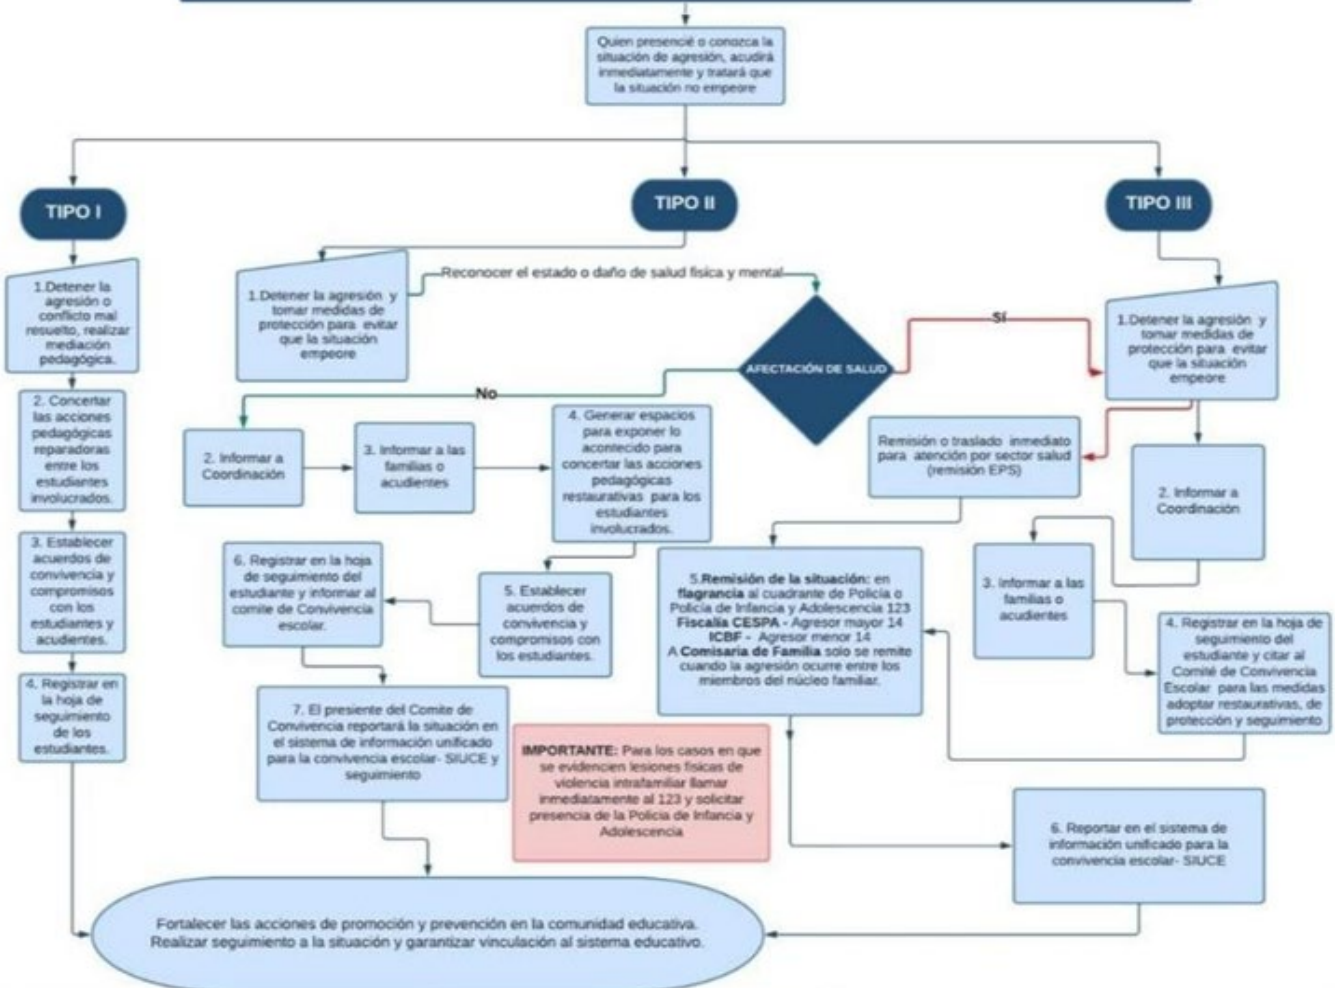 Quien presencié o conozca la
situación de agresión, acudirá
inmediatamente y tratará que
la situación no empeore
TIPO I
TIPO II
TIPO III
1.Detener la
agresión o
conflicto mal
resuelto, realizar
mediación
pedagógica.
2. Concertar
las acciones
pedagógicas
reparadoras
entre los
estudiantes
involucrados.
3. Establecer
acuerdos de
convivencia y
compromisos
con los
estudiantes y
acudientes.
4. Registrar en
la hoja de
seguimiento
de los
estudiantes.
1.Detener la agresión y
tomar medidas de
protección para evitar
que la situación
empeore
Reconocer el estado o daño de salud física y mental
AFECTACIÓN DE SALUD
No
Sí
2. Informar a
Coordinación
3. Informar a las
familias o
acudientes
4. Generar espacios
para exponer lo
acontecido para
concertar las acciones
pedagógicas
restaurativas para los
estudiantes
involucrados.
5. Establecer
acuerdos de
convivencia y
compromisos con
los estudiantes.
6. Registrar en la hoja
de seguimiento del
estudiante y informar al
comite de Convivencia
escolar.
7. El presente del Comite de
Convivencia reportará la situación en
el sistema de información unificado
para la convivencia escolar- SIUCE y
seguimiento
IMPORTANTE: Para los casos en que
se evidencien lesiones físicas de
violencia intrafamiliar llamar
inmediatamente al 123 y solicitar
presencia de la Policia de Infancia y
Adolescencia
1.Detener la agresión y
tomar medidas de
protección para evitar
que la situación
empeore
Remisión o traslado inmediato
para atención por sector salud
(remisión EPS)
2. Informar a
Coordinación
3. Informar a las
familias o
acudientes
4. Registrar en la hoja de
seguimiento del
estudiante y citar al
Comité de Convivencia
Escolar para las medidas
adoptar restaurativas, de
protección y seguimiento
5.Remisión de la situación: en
flagrancia al cuadrante de Policía o
Policía de Infancia y Adolescencia 123
Fiscalía CESPA - Agresor mayor 14
ICBF - Agresor menor 14
A Comisaria de Familia solo se remite
cuando la agresión ocurre entre los
miembros del núcleo familiar.
6. Reportar en el sistema de
información unificado para la
convivencia escolar- SIUCE
Fortalecer las acciones de promoción y prevención en la comunidad educativa.
Realizar seguimiento a la situación y garantizar vinculación al sistema educativo.